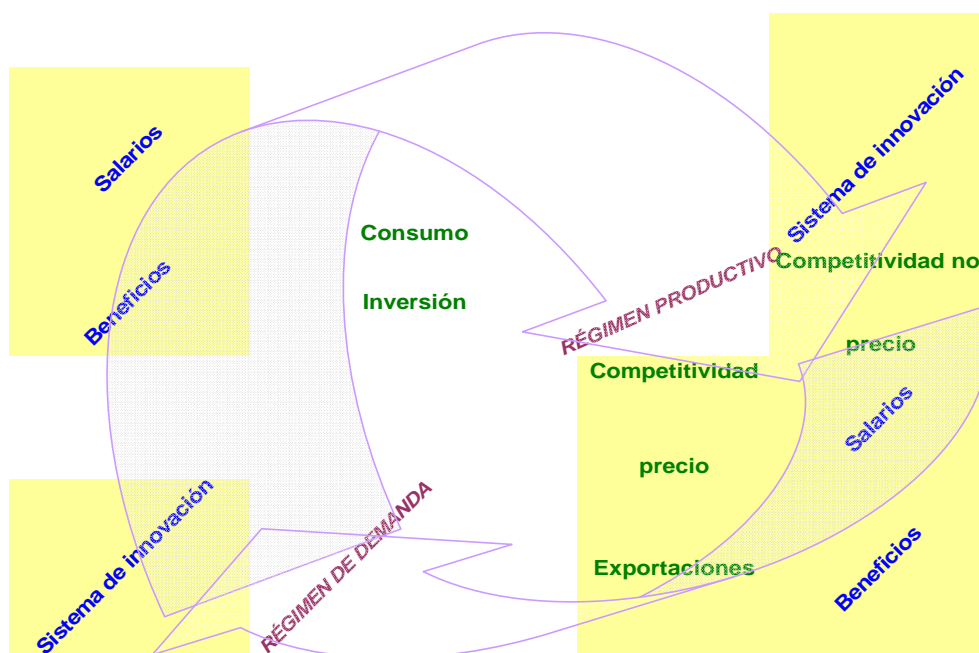 Salarios
Beneficios
Sistema de innovación
Consumo
Inversión
RÉGIMEN DE DEMANDA
RÉGIMEN PRODUCTIVO
Sistema de innovación
Competitividad no
precio
Competitividad
precio
Exportaciones
Salarios
Beneficios